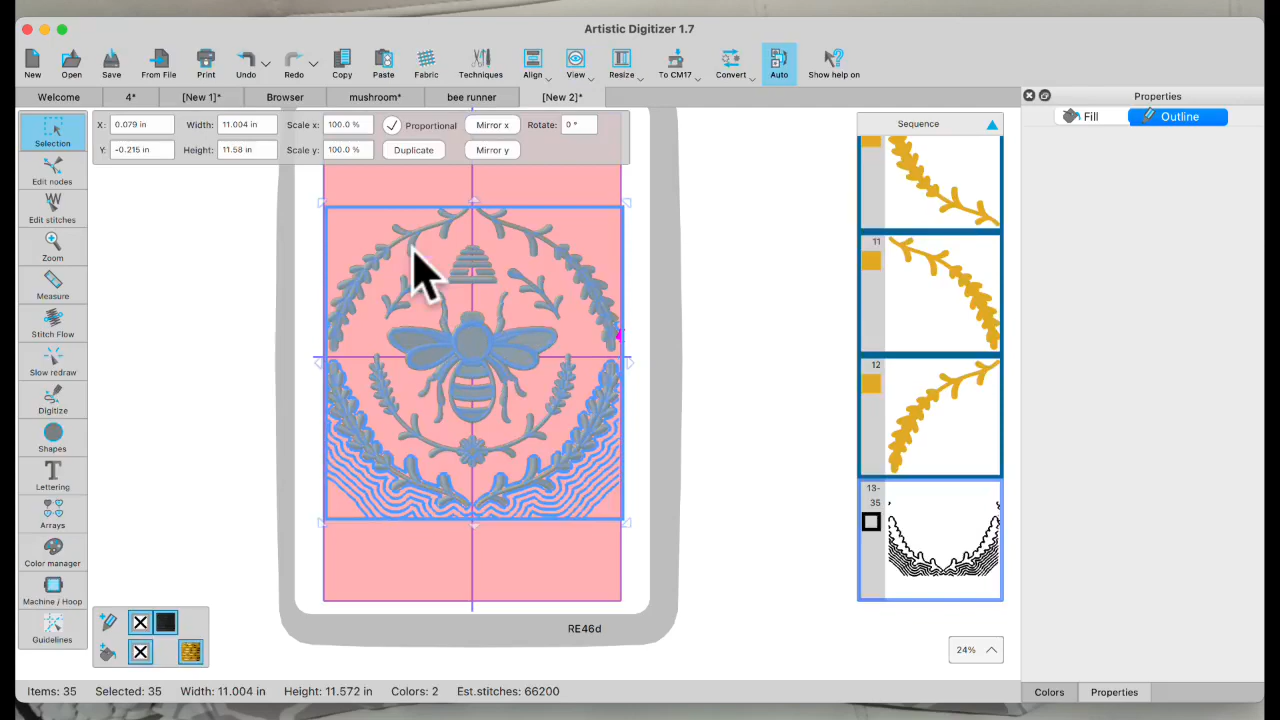 Artistic Digitizer 1.7
New Open Save From File Print Undo Redo Copy Paste Fabric Techniques Align View Resize To CM17 Convert Auto Show help on
Welcome 4* [New 1]* Browser mushroom* bee runner [New 2]*
Properties
Fill Outline
X: 0.079 in Width: 11.004 in Scale x: 100.0 % Proportional Mirror x Rotate: 0 °
Y: -0.215 in Height: 11.58 in Scale y: 100.0 % Duplicate Mirror y
Selection
Edit nodes
Edit stitches
Zoom
Measure
Stitch Flow
Slow redraw
Digitize
Shapes
Lettering
Arrays
Color manager
Machine / Hoop
Guidelines
Sequence
11
12
13-
35
RE46d
24%
Items: 35 Selected: 35 Width: 11.004 in Height: 11.572 in Colors: 2 Est.stitches: 66200
Colors Properties